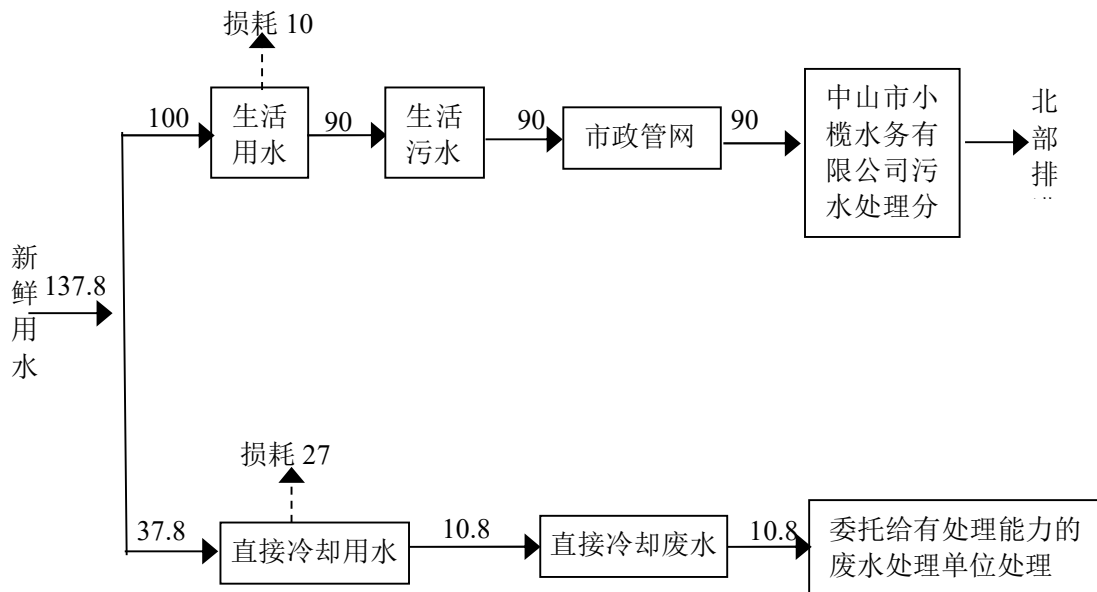 损耗 10
100
生活
用水
90
生活
污水
90
市政管网
90
中山市小
榄水务有
限公司污
水处理分
北
部
排
新
鲜
用
水
137.8
损耗 27
37.8
直接冷却用水
10.8
直接冷却废水
10.8
委托给有处理能力的
废水处理单位处理